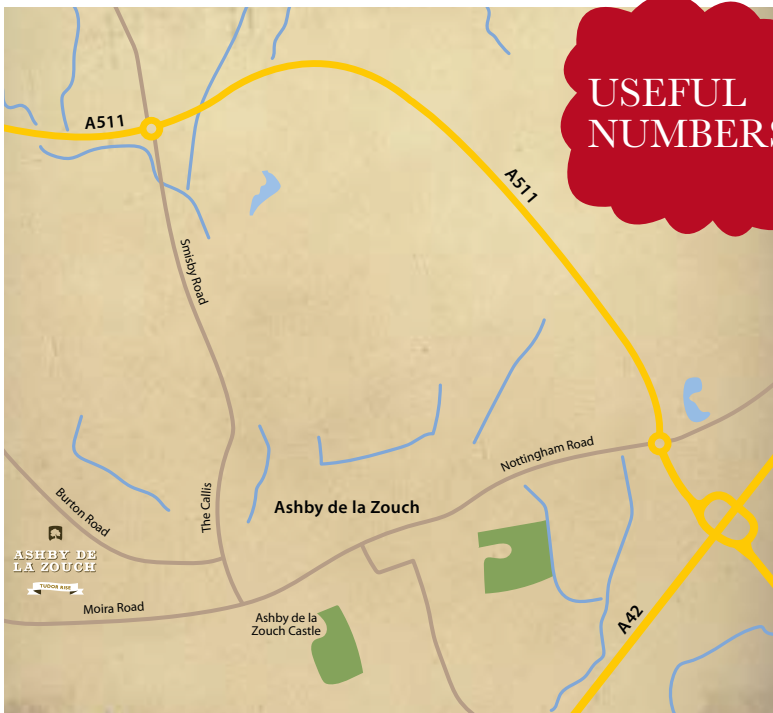 USEFUL
NUMBERS
A511
A511
Smisby Road
Nottingham Road
Burton Road
The Callis
Ashby de la Zouch
ASHBY DE
LA ZOUCH
TUDOR RISE
Moira Road
Ashby de la
Zouch Castle
A42